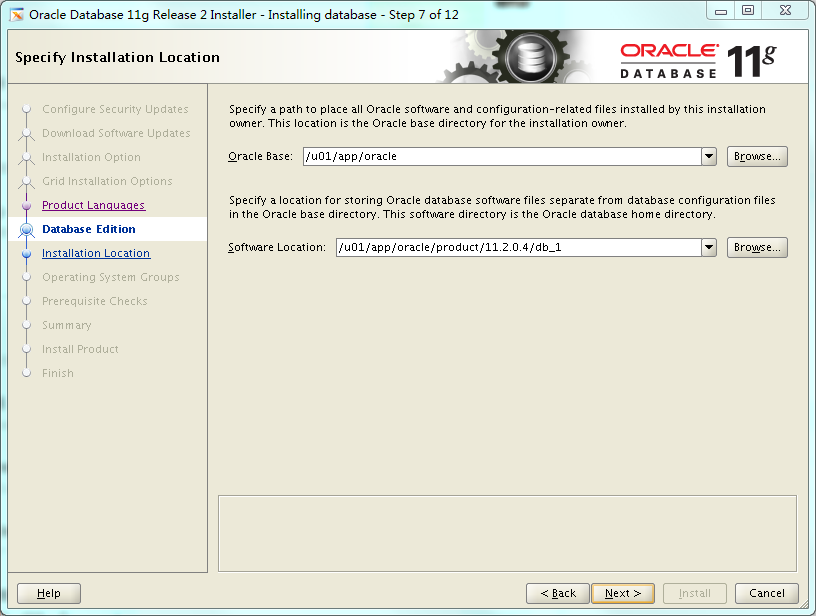 Oracle Database 11g Release 2 Installer - Installing database - Step 7 of 12
Specify Installation Location
ORACLE
DATABASE
11g
Configure Security Updates
Download Software Updates
Installation Option
Grid Installation Options
Product Languages
Database Edition
Installation Location
Operating System Groups
Prerequisite Checks
Summary
Install Product
Finish
Specify a path to place all Oracle software and configuration-related files installed by this installation
owner. This location is the Oracle base directory for the installation owner.
Oracle Base: /u01/app/oracle Browse...
Specify a location for storing Oracle database software files separate from database configuration files
in the Oracle base directory. This software directory is the Oracle database home directory.
Software Location: /u01/app/oracle/product/11.2.0.4/db_1 Browse...
Help < Back Next > Install Cancel